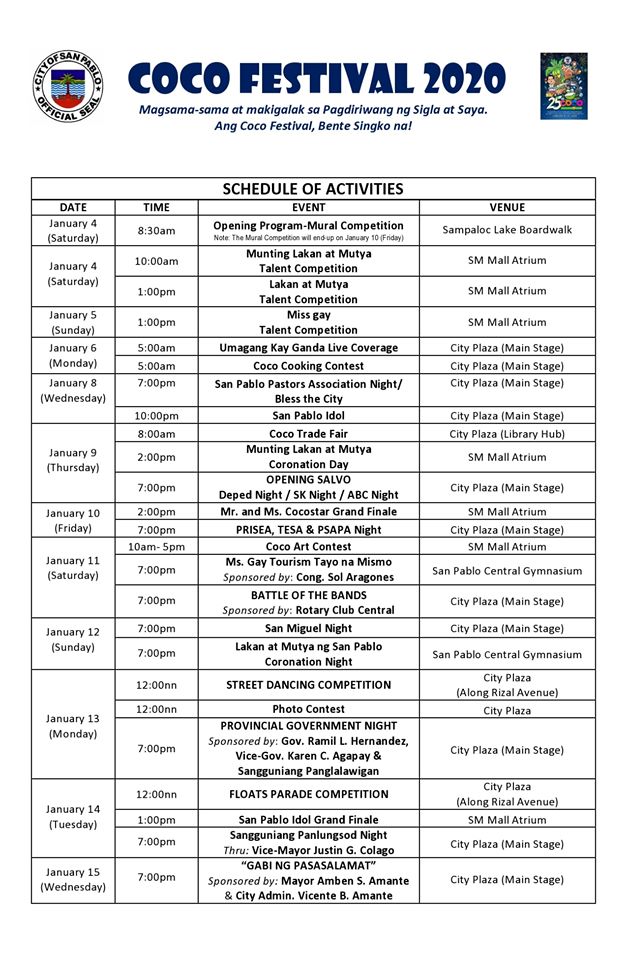 CITY OF SAN PABLO
OFFICIAL SEAL
COCO FESTIVAL 2020
Magsama-sama at makigalak sa Pagdiriwang ng Sigla at Saya.
Ang Coco Festival, Bente Singko na!
25 COCO
SCHEDULE OF ACTIVITIES
DATE TIME EVENT VENUE
January 4
(Saturday)
8:30am
Opening Program-Mural Competition
Note: The Mural Competition will end-up on January 10 (Friday)
Sampaloc Lake Boardwalk
January 4
(Saturday)
10:00am
Munting Lakan at Mutya
Talent Competition
SM Mall Atrium
1:00pm
Lakan at Mutya
Talent Competition
SM Mall Atrium
January 5
(Sunday)
1:00pm
Miss gay
Talent Competition
SM Mall Atrium
January 6
(Monday)
5:00am Umagang Kay Ganda Live Coverage City Plaza (Main Stage)
5:00am Coco Cooking Contest City Plaza (Main Stage)
January 8
(Wednesday)
7:00pm
San Pablo Pastors Association Night/
Bless the City
City Plaza (Main Stage)
10:00pm San Pablo Idol City Plaza (Main Stage)
January 9
(Thursday)
8:00am Coco Trade Fair City Plaza (Library Hub)
2:00pm
Munting Lakan at Mutya
Coronation Day
SM Mall Atrium
7:00pm
OPENING SALVO
Deped Night / SK Night / ABC Night
City Plaza (Main Stage)
January 10
(Friday)
2:00pm Mr. and Ms. Cocostar Grand Finale SM Mall Atrium
7:00pm PRISEA, TESA & PSAPA Night City Plaza (Main Stage)
January 11
(Saturday)
10am- 5pm Coco Art Contest SM Mall Atrium
7:00pm
Ms. Gay Tourism Tayo na Mismo
Sponsored by: Cong. Sol Aragones
San Pablo Central Gymnasium
7:00pm
BATTLE OF THE BANDS
Sponsored by: Rotary Club Central
City Plaza (Main Stage)
January 12
(Sunday)
7:00pm San Miguel Night City Plaza (Main Stage)
7:00pm
Lakan at Mutya ng San Pablo
Coronation Night
San Pablo Central Gymnasium
January 13
(Monday)
12:00nn STREET DANCING COMPETITION
City Plaza
(Along Rizal Avenue)
12:00nn Photo Contest City Plaza
7:00pm
PROVINCIAL GOVERNMENT NIGHT
Sponsored by: Gov. Ramil L. Hernandez,
Vice-Gov. Karen C. Agapay &
Sangguniang Panglalawigan
City Plaza (Main Stage)
January 14
(Tuesday)
12:00nn FLOATS PARADE COMPETITION
City Plaza
(Along Rizal Avenue)
1:00pm San Pablo Idol Grand Finale SM Mall Atrium
7:00pm
Sangguniang Panlungsod Night
Thru: Vice-Mayor Justin G. Colago
City Plaza (Main Stage)
January 15
(Wednesday)
7:00pm
“GABI NG PASASALAMAT”
Sponsored by: Mayor Amben S. Amante
& City Admin. Vicente B. Amante
City Plaza (Main Stage)